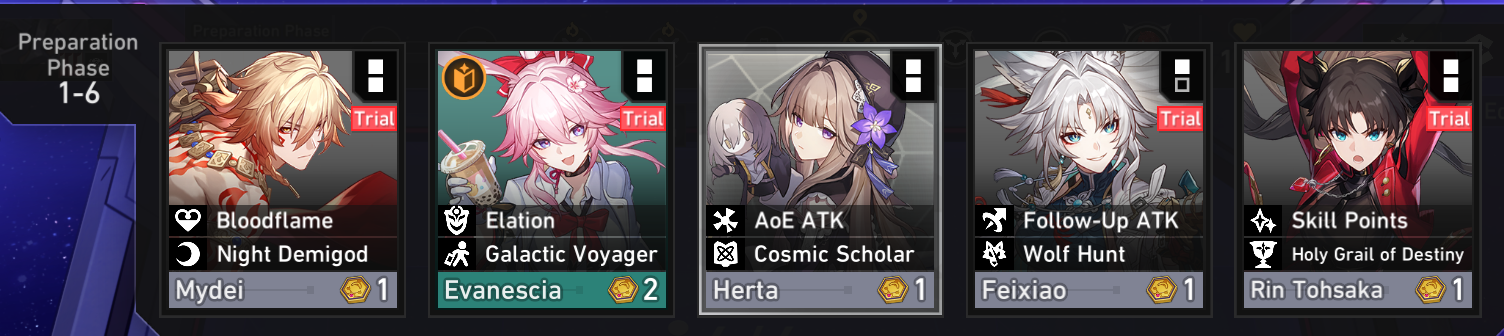 Preparation
Phase
1-6
Preparation Phase
Trial
Bloodflame
Night Demigod
Mydei
1
Trial
Elation
Galactic Voyager
Evanescia
2
AoE ATK
Cosmic Scholar
Herta
1
Trial
Follow-Up ATK
Wolf Hunt
Feixiao
1
Trial
Skill Points
Holy Grail of Destiny
Rin Tohsaka
1